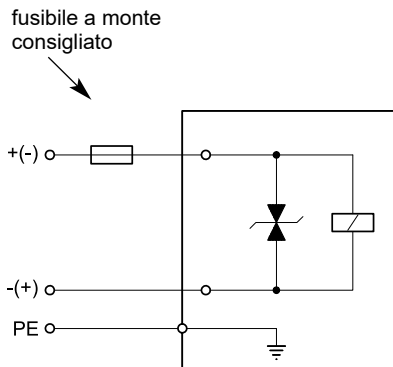 fusibile a monte
consigliato
+(-)
-(+)
PE